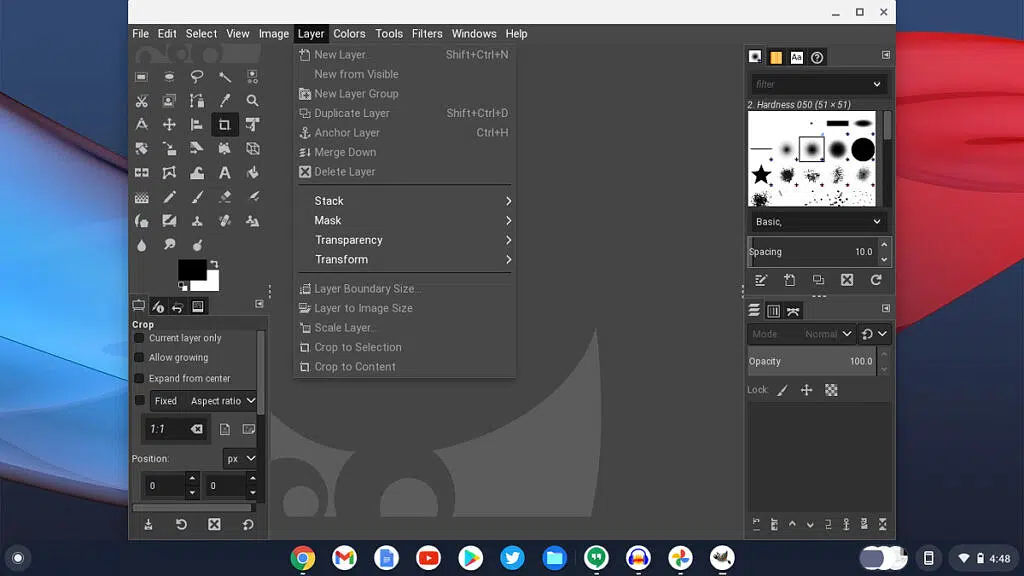 File Edit Select View Image Layer Colors Tools Filters Windows Help
New Layer... Shift+Ctrl+N
New from Visible
New Layer Group
Duplicate Layer Shift+Ctrl+D
Anchor Layer Ctrl+H
Merge Down
Delete Layer
Stack
Mask
Transparency
Transform
Layer Boundary Size...
Layer to Image Size
Scale Layer...
Crop to Selection
Crop to Content
Crop
Current layer only
Allow growing
Expand from center
Fixed Aspect ratio
1:1
Position:
px
0 0
Aa
filter
2. Hardness 050 (51 × 51)
Basic,
Spacing 10.0
Mode Normal
Opacity 100.0
Lock:
4:48